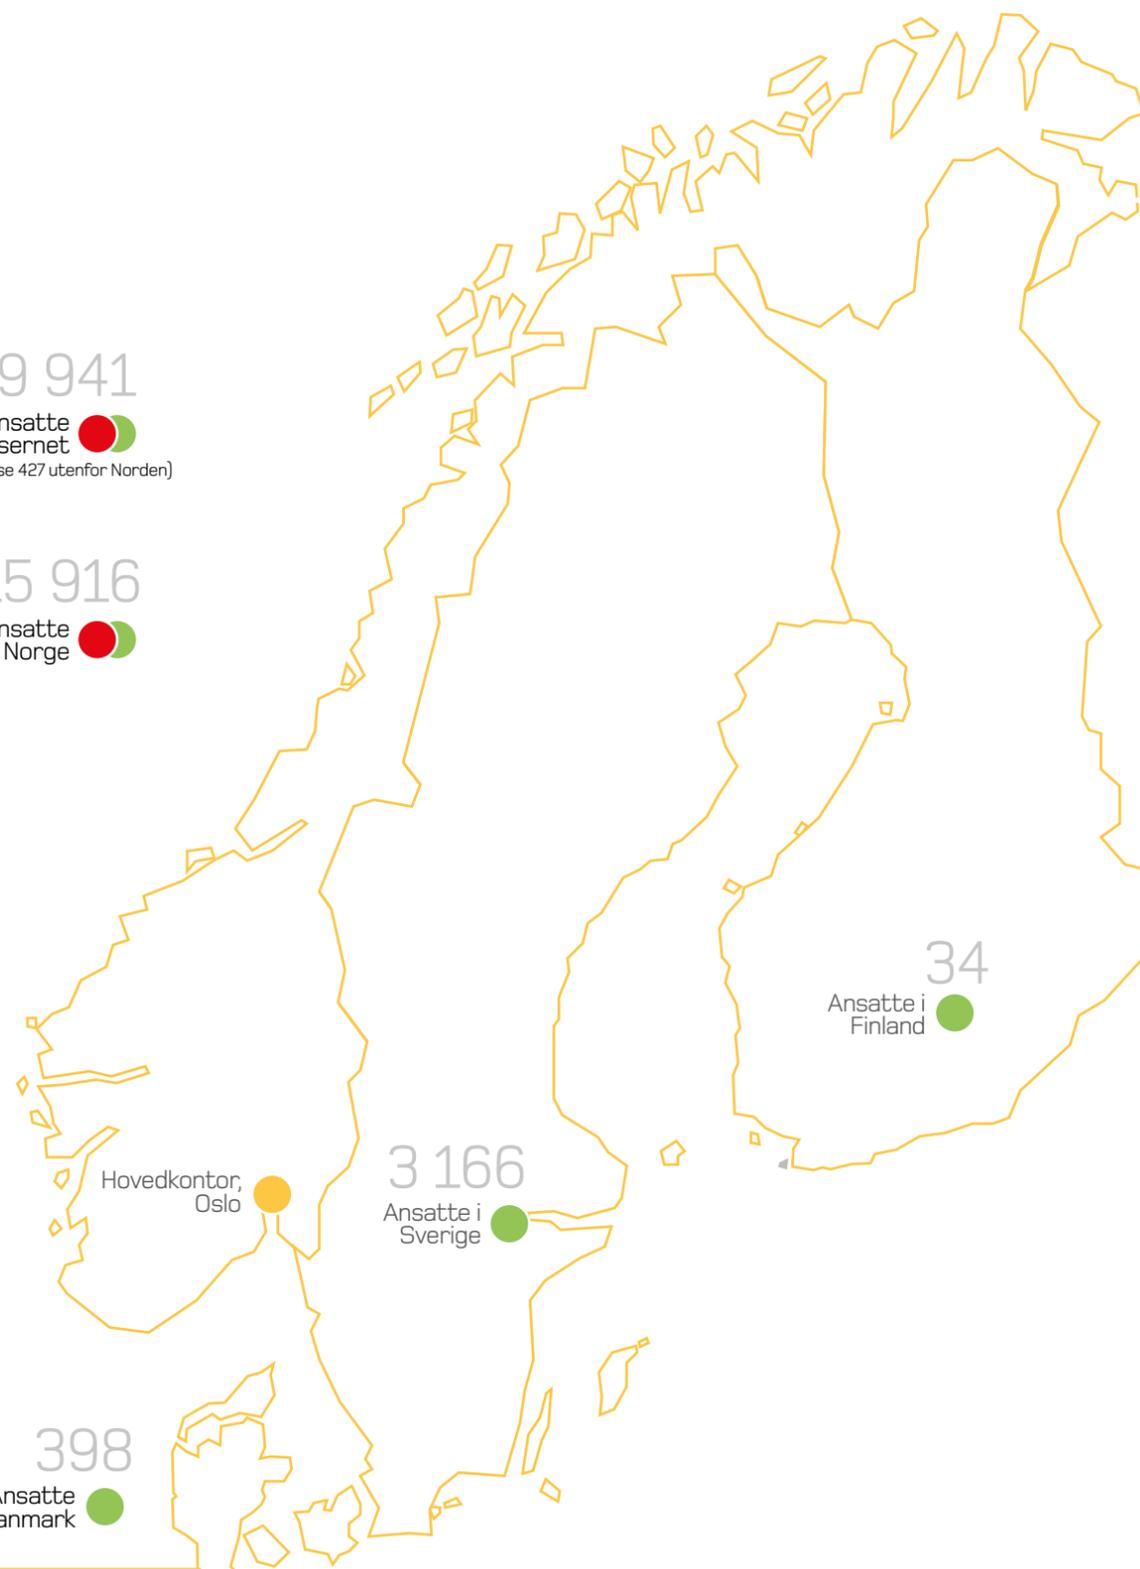 9 941
nsatte
sernet
se 427 utenfor Norden)
5 916
nsatte
Norge
34
Ansatte i
Finland
3 166
Ansatte i
Sverige
Hovedkontor,
Oslo
398
Ansatte
anmark